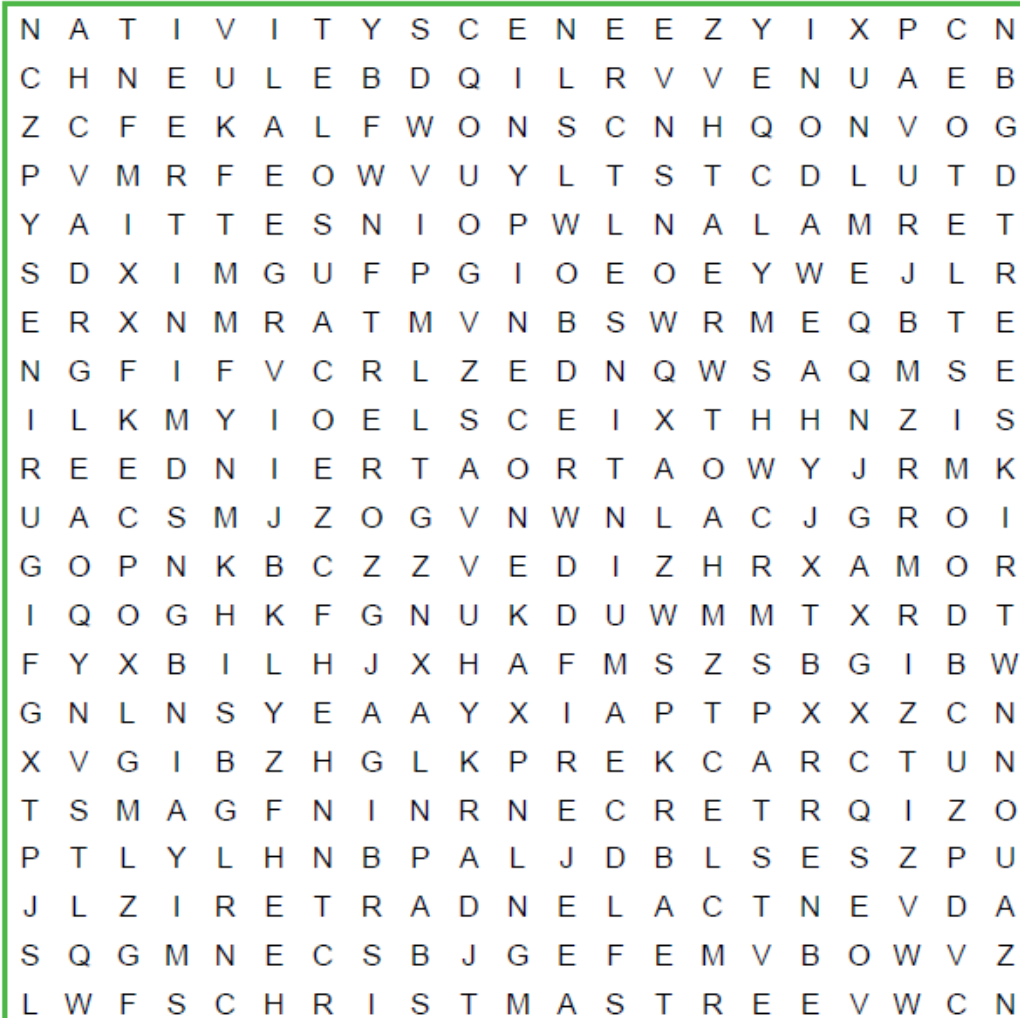 N A T I V I T Y S C E N E E Z Y I X P C N
C H N E U L E B D Q I L R V V E N U A E B
Z C F E K A L F W O N S C N H Q O N V O G
P V M R F E O W V U Y L T S T C D L U T D
Y A I T T E S N I O P W L N A L A M R E T
S D X I M G U F P G I O E O E Y W E J L R
E R X N M R A T M V N B S W R M E Q B T E
N G F I F V C R L Z E D N Q W S A Q M S E
I L K M Y I O E L S C E I X T H H N Z I S
R E E D N I E R T A O R T A O W Y J R M K
U A C S M J Z O G V N W N L A C J G R O I
G O P N K B C Z Z V E D I Z H R X A M O R
I Q O G H K F G N U K D U W M M T X R D T
F Y X B I L H J X H A F M S Z S B G I B W
G N L N S Y E A A Y X I A P T P X X Z C N
X V G I B Z H G L K P R E K C A R C T U N
T S M A G F N I N R N E C R E T R Q I Z O
P T L Y L H N B P A L J D B L S E S Z P U
J L Z I R E T R A D N E L A C T N E V D A
S Q G M N E C S B J G E F E M V B O W V Z
L W F S C H R I S T M A S T R E E V W C N